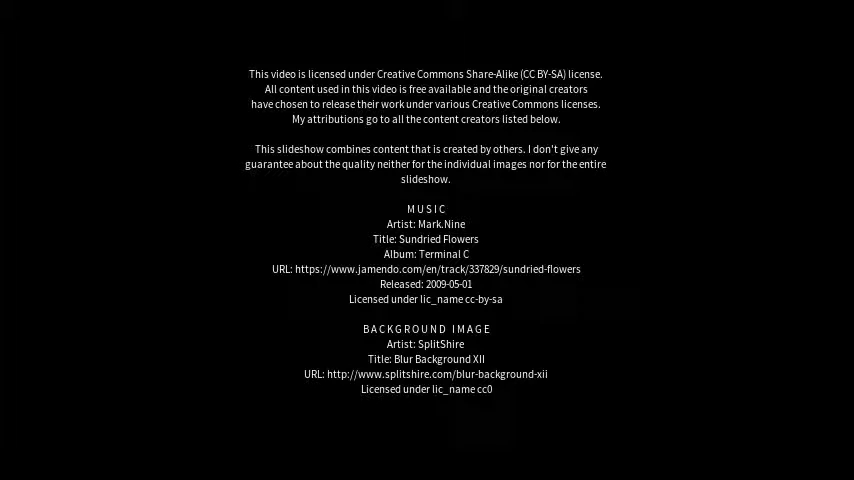 This video is licensed under Creative Commons Share-Alike (CC BY-SA) license.
All content used in this video is free available and the original creators
have chosen to release their work under various Creative Commons licenses.
My attributions go to all the content creators listed below.
This slideshow combines content that is created by others. I don't give any
guarantee about the quality neither for the individual images nor for the entire
slideshow.
MUSIC
Artist: Mark.Nine
Title: Sundried Flowers
Album: Terminal C
URL: https://www.jamendo.com/en/track/337829/sundried-flowers
Released: 2009-05-01
Licensed under lic_name cc-by-sa
BACKGROUND IMAGE
Artist: SplitShire
Title: Blur Background XII
URL: http://www.splitshire.com/blur-background-xii
Licensed under lic_name cc0